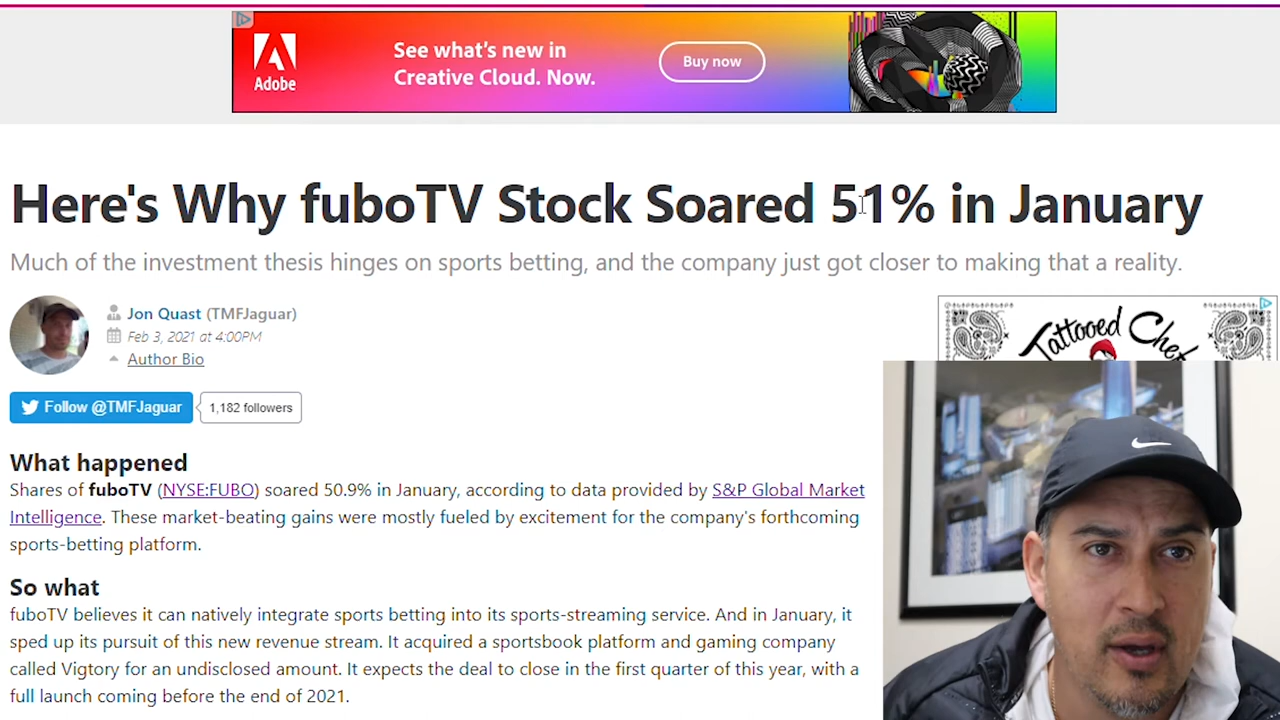 Adobe
See what's new in
Creative Cloud. Now.
Buy now
Here's Why fuboTV Stock Soared 51% in January
Much of the investment thesis hinges on sports betting, and the company just got closer to making that a reality.
Jon Quast (TMFJaguar)
Feb 3, 2021 at 4:00PM
Author Bio
Tattooed Chef
Follow @TMFJaguar
1,182 followers
What happened
Shares of fuboTV (NYSE:FUBO) soared 50.9% in January, according to data provided by S&P Global Market
Intelligence. These market-beating gains were mostly fueled by excitement for the company's forthcoming
sports-betting platform.
So what
fuboTV believes it can natively integrate sports betting into its sports-streaming service. And in January, it
sped up its pursuit of this new revenue stream. It acquired a sportsbook platform and gaming company
called Vigtory for an undisclosed amount. It expects the deal to close in the first quarter of this year, with a
full launch coming before the end of 2021.